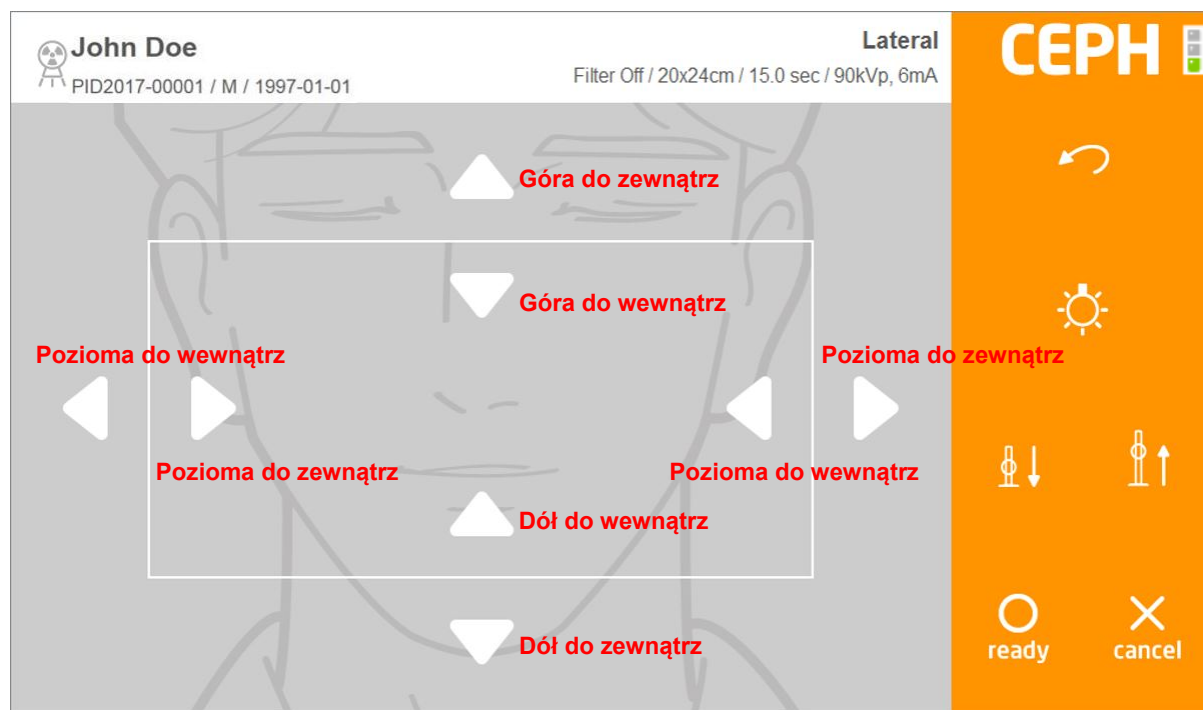 John Doe
PID2017-00001 / M / 1997-01-01
Lateral
Filter Off / 20x24cm / 15.0 sec / 90kVp, 6mA
CEPH
Góra do zewnątrz
Góra do wewnątrz
Pozioma do wewnątrz
Pozioma do zewnątrz
Pozioma do zewnątrz
Pozioma do wewnątrz
Dół do wewnątrz
Dół do zewnątrz
ready
cancel